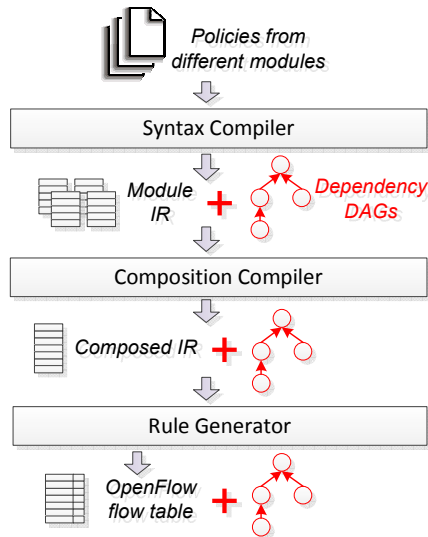 Policies from
different modules
Syntax Compiler
Module
IR
+
Dependency
DAGs
Composition Compiler
Composed IR
+
Rule Generator
OpenFlow
flow table
+